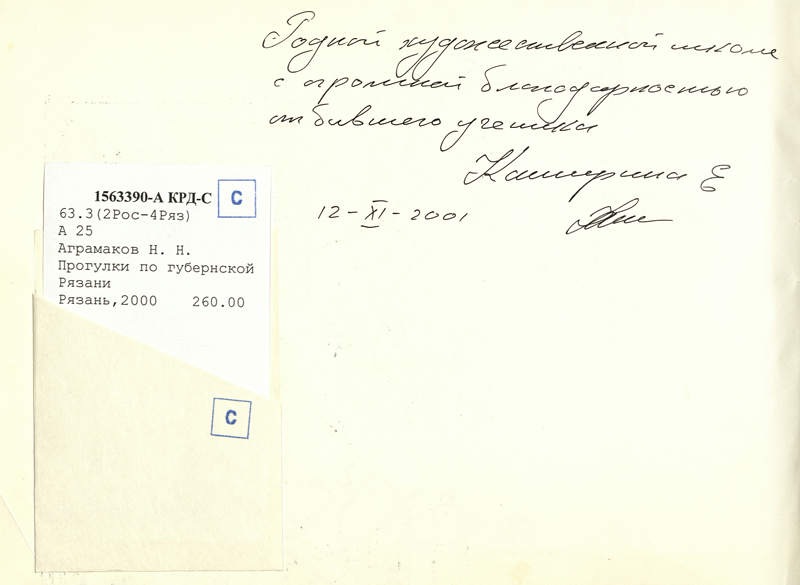 Родной художественной школе
с огромной благодарностью
от бывшего ученика
Е
12-XI-2001
1563390-А КРД-С
С
63.3(2Рос-4Ряз)
А 25
Аграмаков Н. Н.
Прогулки по губернской
Рязани
Рязань,2000 260.00
С